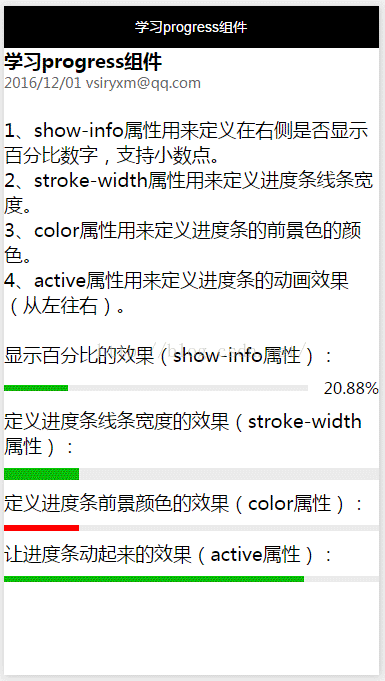 学习progress组件
学习progress组件
2016/12/01 vsiryxm@qq.com
1、show-info属性用来定义在右侧是否显示
百分比数字，支持小数点。
2、stroke-width属性用来定义进度条线条宽
度。
3、color属性用来定义进度条的前景色的颜
色。
4、active属性用来定义进度条的动画效果
（从左往右）。
显示百分比的效果（show-info属性）：
20.88%
定义进度条线条宽度的效果（stroke-width
属性）：
定义进度条前景颜色的效果（color属性）：
让进度条动起来的效果（active属性）：